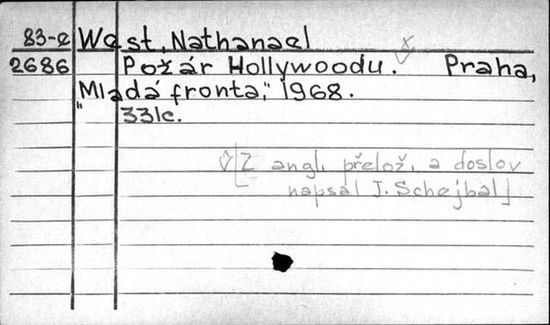 83-e West, Nathanael
2686 Požár Hollywoodu. Praha,
"Mladá fronta," 1968.
331c.
[Z angl. přelož. a doslov
napsal J. Schejbal]